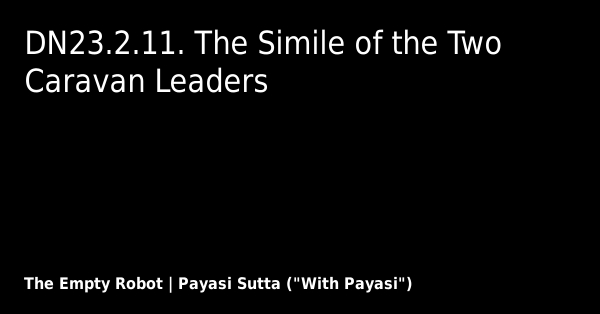 DN23.2.11. The Simile of the Two
Caravan Leaders
The Empty Robot | Payasi Sutta ("With Payasi")